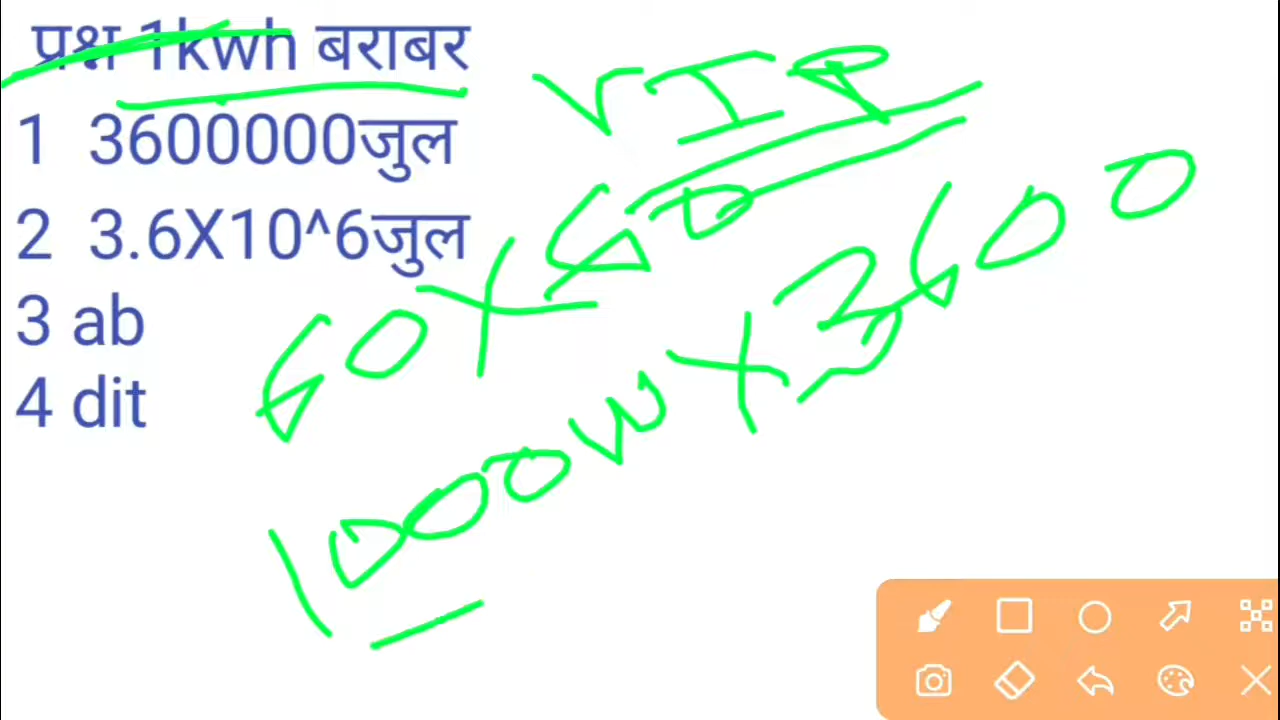 प्रश्न 1kwh बराबर
1 3600000जुल
2 3.6X10^6जुल
3 ab
4 dit
VIP
60X60
1000W X 3600